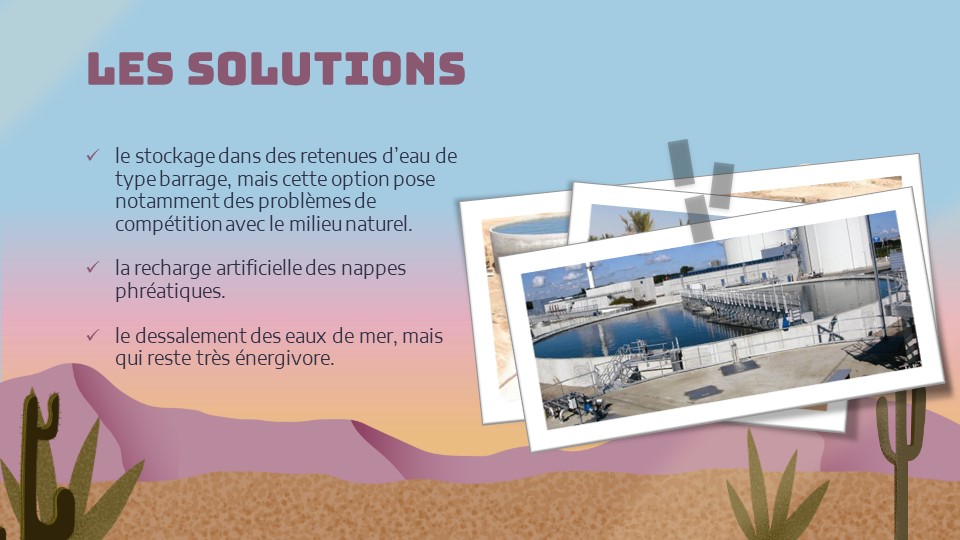 LES SOLUTIONS
le stockage dans des retenues d’eau de
type barrage, mais cette option pose
notamment des problèmes de
compétition avec le milieu naturel.
la recharge artificielle des nappes
phréatiques.
le dessalement des eaux de mer, mais
qui reste très énergivore.